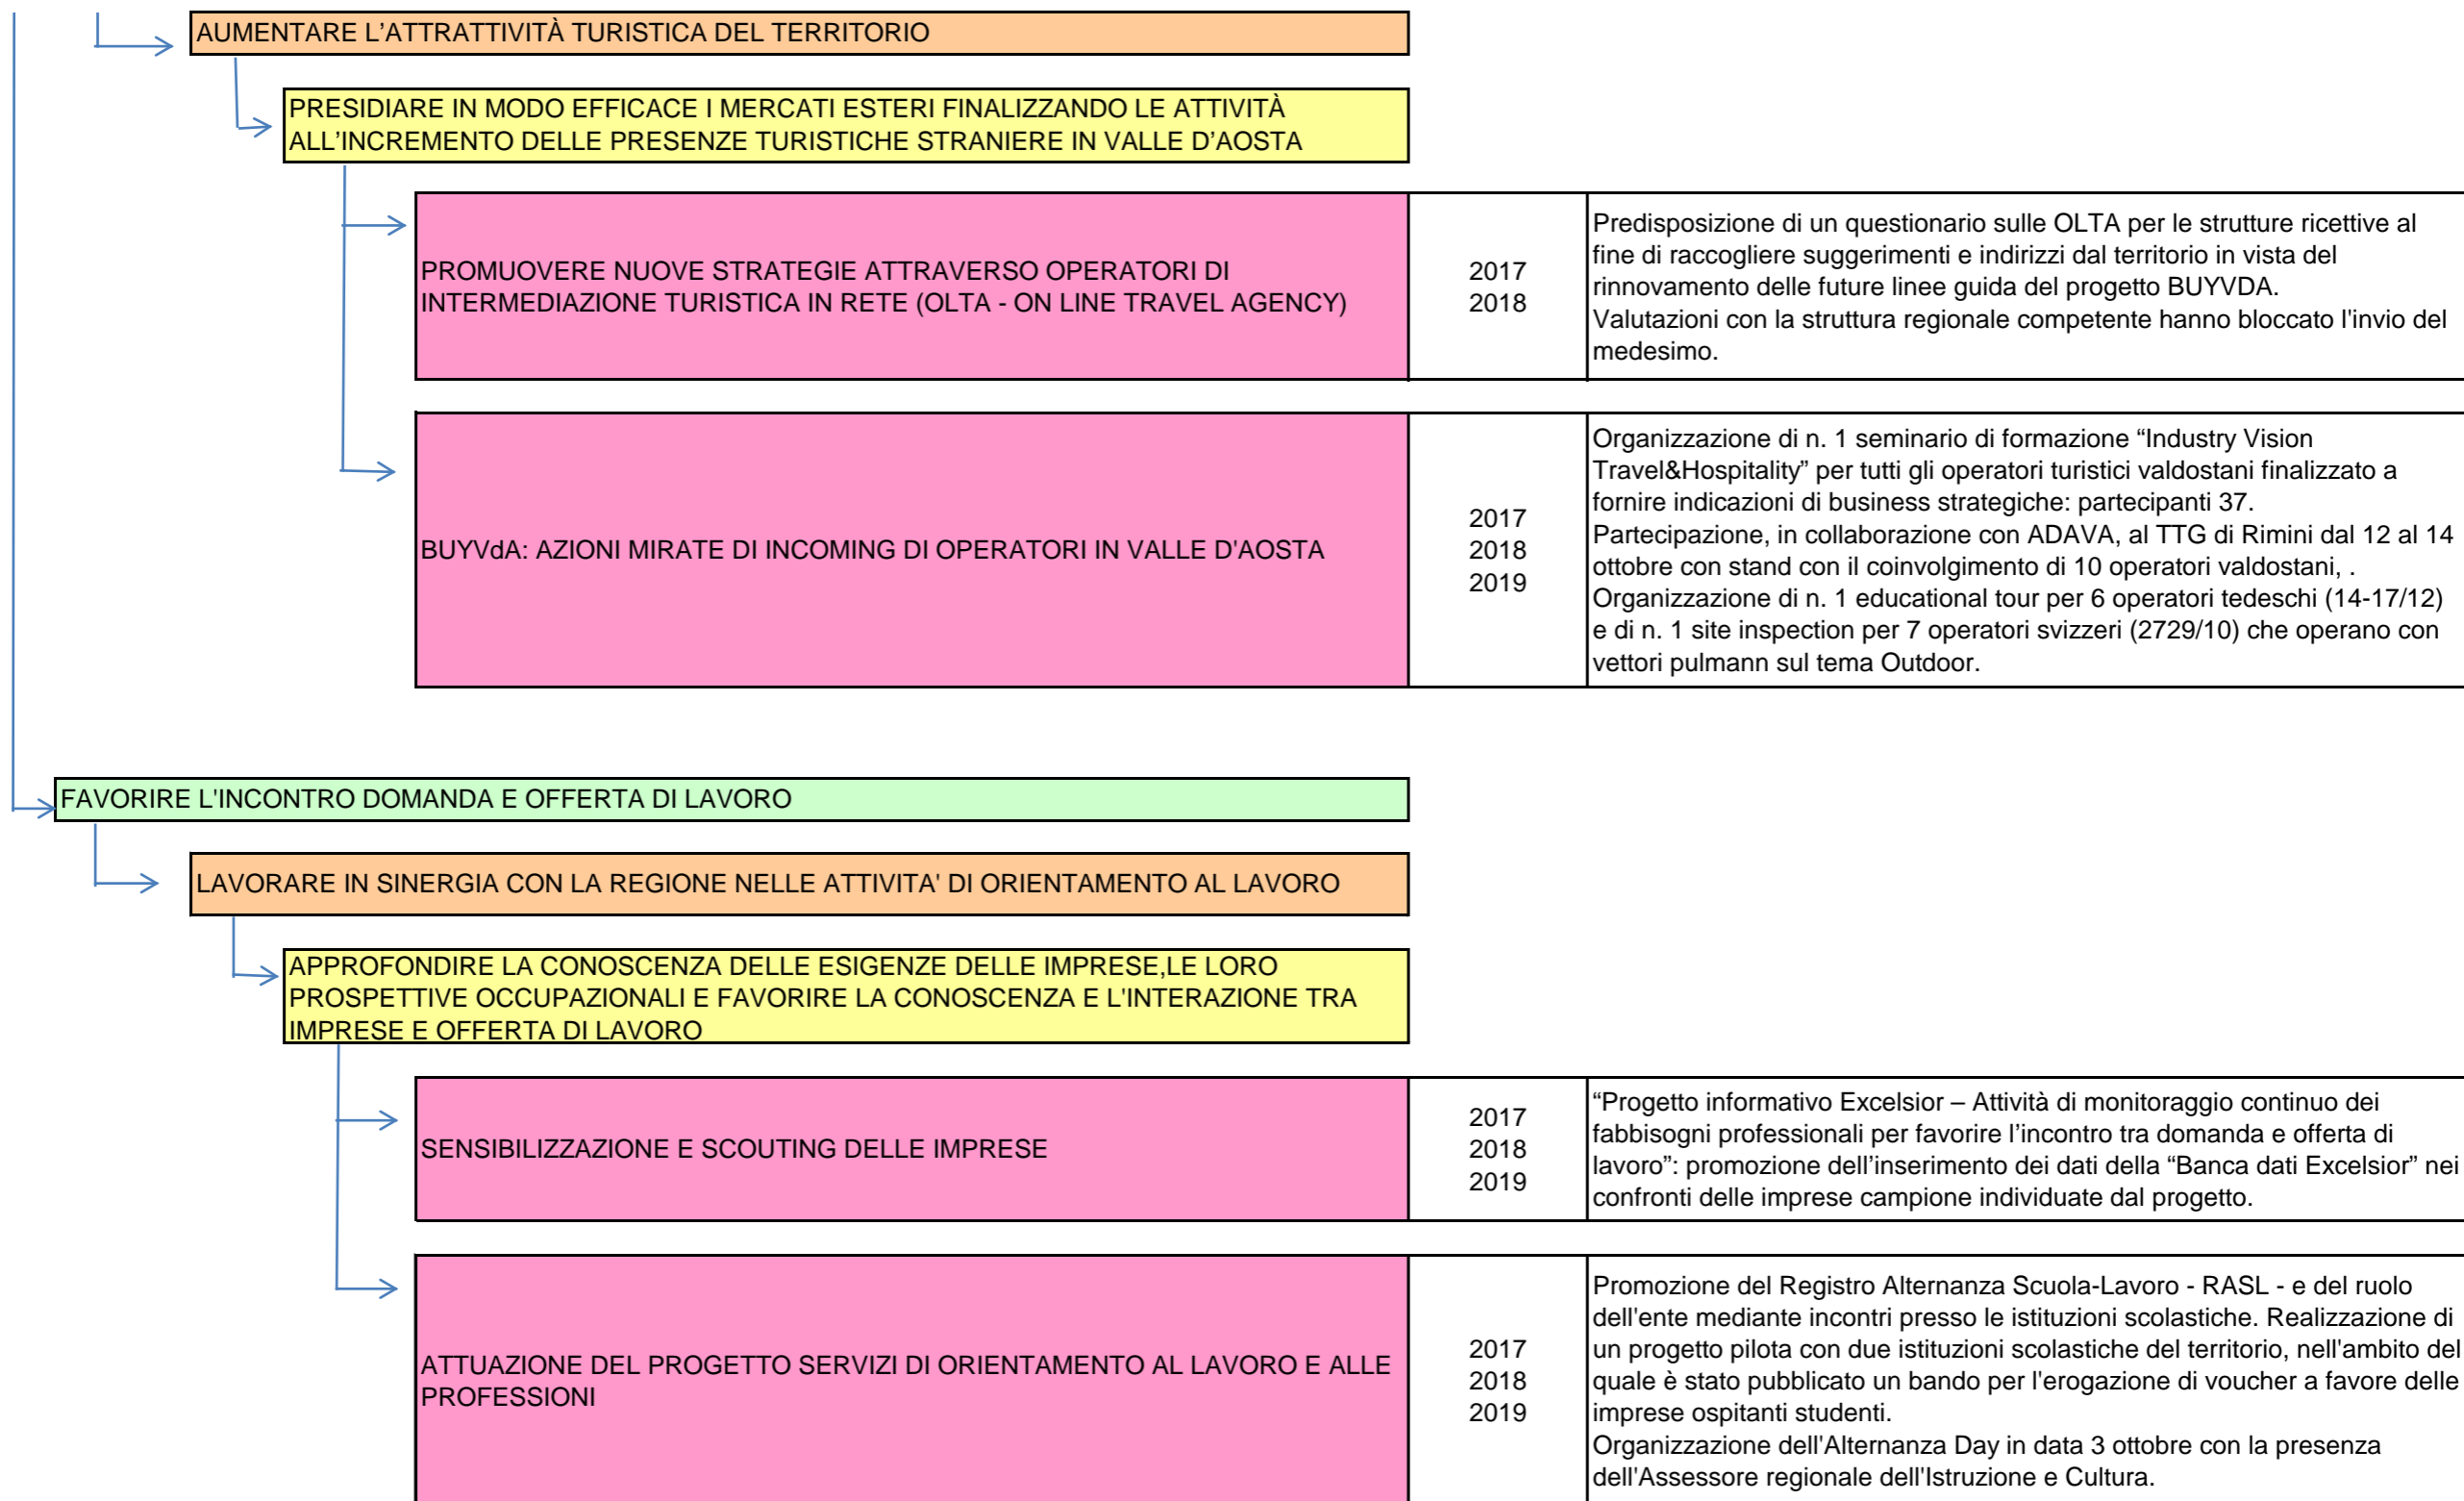 AUMENTARE L’ATTRATTIVITÀ TURISTICA DEL TERRITORIO
PRESIDIARE IN MODO EFFICACE I MERCATI ESTERI FINALIZZANDO LE ATTIVITÀ
ALL’INCREMENTO DELLE PRESENZE TURISTICHE STRANIERE IN VALLE D’AOSTA
PROMUOVERE NUOVE STRATEGIE ATTRAVERSO OPERATORI DI
INTERMEDIAZIONE TURISTICA IN RETE (OLTA - ON LINE TRAVEL AGENCY)
2017
2018
Predisposizione di un questionario sulle OLTA per le strutture ricettive al
fine di raccogliere suggerimenti e indirizzi dal territorio in vista del
rinnovamento delle future linee guida del progetto BUYVDA.
Valutazioni con la struttura regionale competente hanno bloccato l'invio del
medesimo.
BUYVdA: AZIONI MIRATE DI INCOMING DI OPERATORI IN VALLE D'AOSTA
2017
2018
2019
Organizzazione di n. 1 seminario di formazione “Industry Vision
Travel&Hospitality” per tutti gli operatori turistici valdostani finalizzato a
fornire indicazioni di business strategiche: partecipanti 37.
Partecipazione, in collaborazione con ADAVA, al TTG di Rimini dal 12 al 14
ottobre con stand con il coinvolgimento di 10 operatori valdostani, .
Organizzazione di n. 1 educational tour per 6 operatori tedeschi (14-17/12)
e di n. 1 site inspection per 7 operatori svizzeri (2729/10) che operano con
vettori pulmann sul tema Outdoor.
FAVORIRE L'INCONTRO DOMANDA E OFFERTA DI LAVORO
LAVORARE IN SINERGIA CON LA REGIONE NELLE ATTIVITA' DI ORIENTAMENTO AL LAVORO
APPROFONDIRE LA CONOSCENZA DELLE ESIGENZE DELLE IMPRESE,LE LORO
PROSPETTIVE OCCUPAZIONALI E FAVORIRE LA CONOSCENZA E L'INTERAZIONE TRA
IMPRESE E OFFERTA DI LAVORO
SENSIBILIZZAZIONE E SCOUTING DELLE IMPRESE
2017
2018
2019
“Progetto informativo Excelsior – Attività di monitoraggio continuo dei
fabbisogni professionali per favorire l’incontro tra domanda e offerta di
lavoro”: promozione dell’inserimento dei dati della “Banca dati Excelsior” nei
confronti delle imprese campione individuate dal progetto.
ATTUAZIONE DEL PROGETTO SERVIZI DI ORIENTAMENTO AL LAVORO E ALLE
PROFESSIONI
2017
2018
2019
Promozione del Registro Alternanza Scuola-Lavoro - RASL - e del ruolo
dell'ente mediante incontri presso le istituzioni scolastiche. Realizzazione di
un progetto pilota con due istituzioni scolastiche del territorio, nell'ambito del
quale è stato pubblicato un bando per l'erogazione di voucher a favore delle
imprese ospitanti studenti.
Organizzazione dell'Alternanza Day in data 3 ottobre con la presenza
dell'Assessore regionale dell'Istruzione e Cultura.